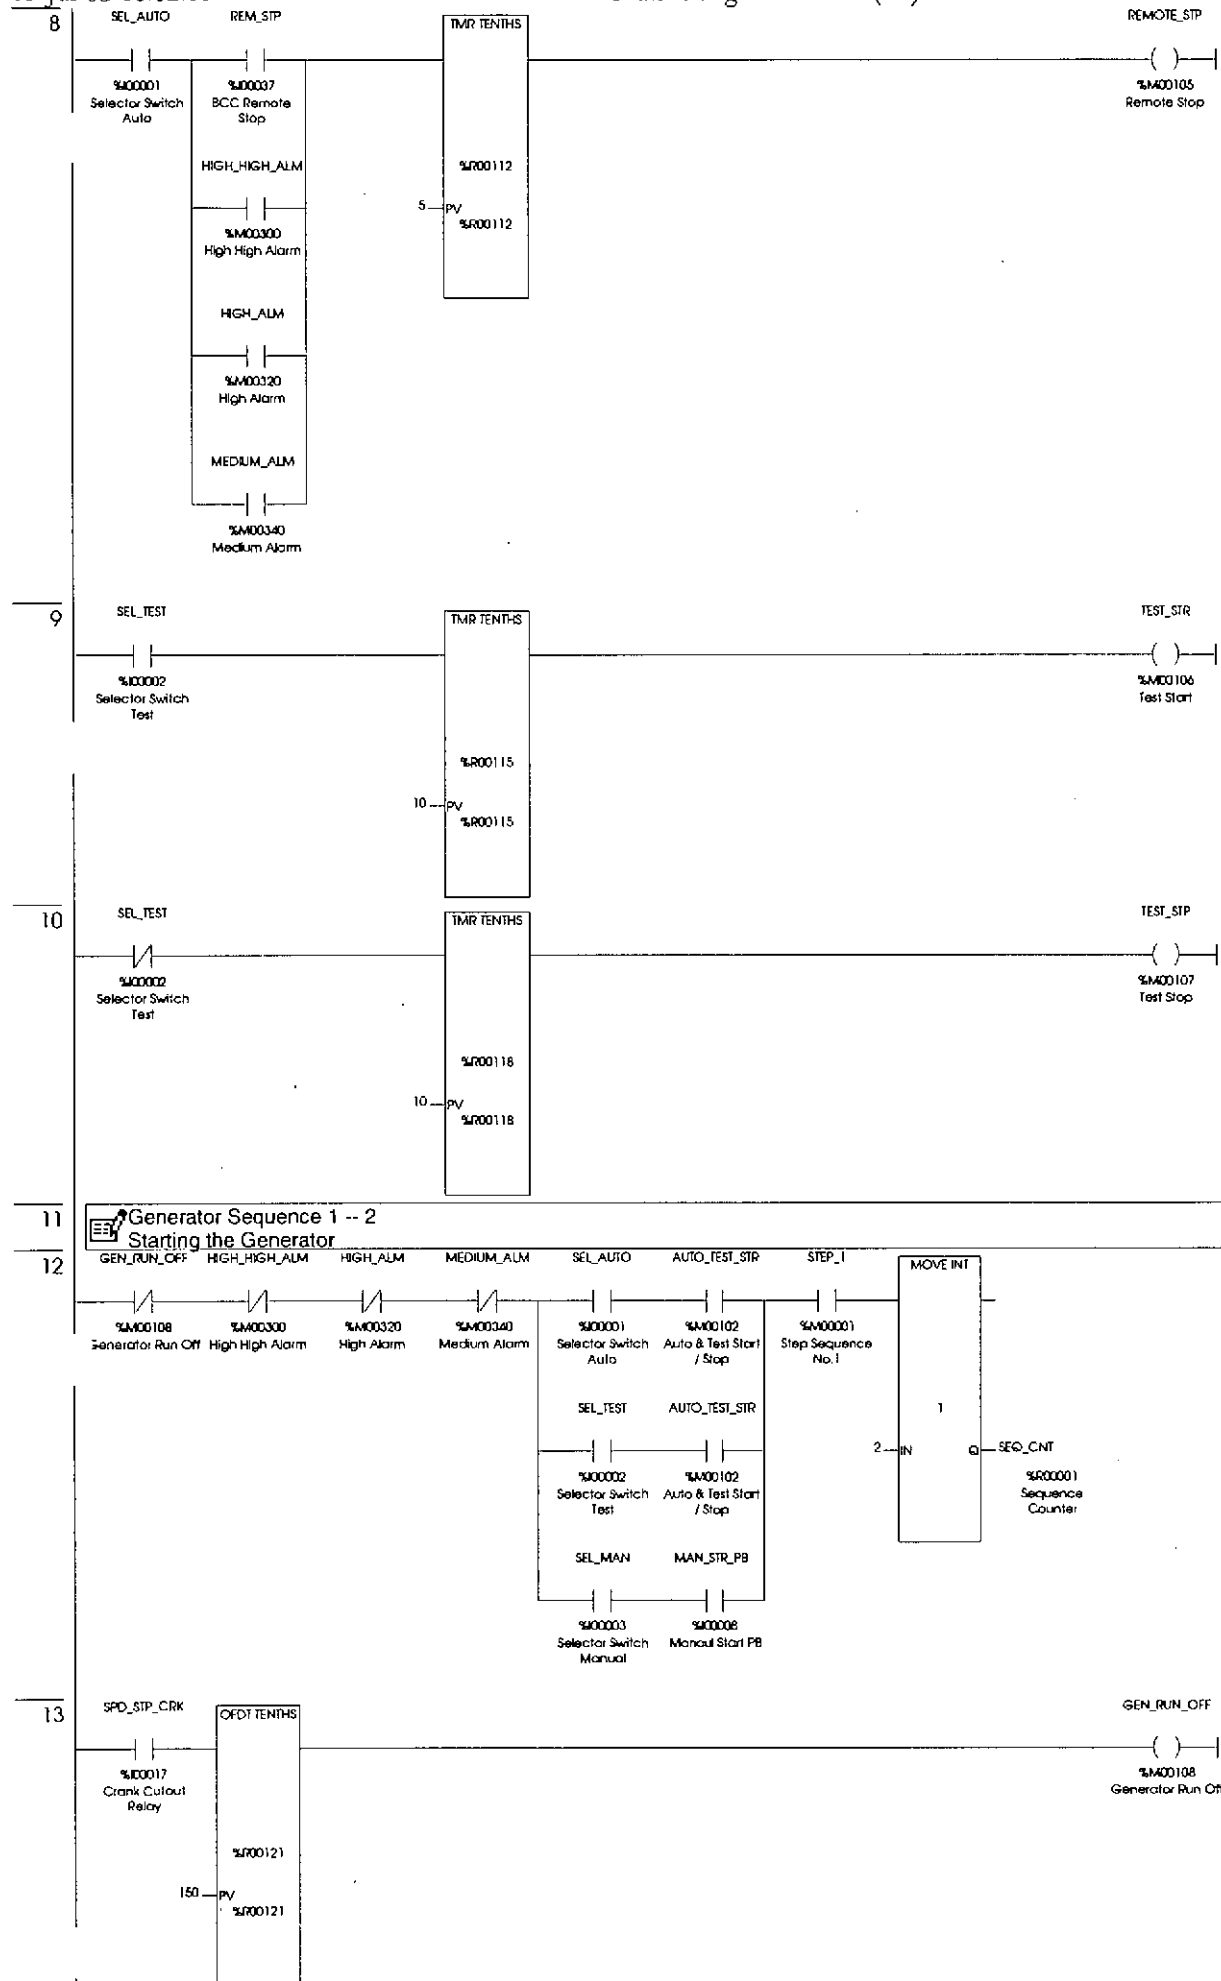 8
SEL_AUTO REM_STP TMR TENTHS REMOTE_STP
%I00001 %I00037 %M00105
Selector Switch BCC Remote Remote Stop
Auto Stop
HIGH_HIGH_ALM %R00112
5 PV
%M00300 %R00112
High High Alarm
HIGH_ALM
%M00320
High Alarm
MEDIUM_ALM
%M00340
Medium Alarm
9
SEL_TEST TMR TENTHS TEST_STR
%I00002 %M00106
Selector Switch Test Start
Test
%R00115
10 PV
%R00115
10
SEL_TEST TMR TENTHS TEST_STP
%I00002 %M00107
Selector Switch Test Stop
Test
%R00118
10 PV
%R00118
11
Generator Sequence 1 -- 2
Starting the Generator
12
GEN_RUN_OFF HIGH_HIGH_ALM HIGH_ALM MEDIUM_ALM SEL_AUTO AUTO_TEST_STR STEP_1 MOVE INT
%M00108 %M00300 %M00320 %M00340 %I00001 %M00102 %M00001
Generator Run Off High High Alarm High Alarm Medium Alarm Selector Switch Auto & Test Start Step Sequence
Auto / Stop No.1
SEL_TEST AUTO_TEST_STR 1
2 IN Q SEQ_CNT
%I00002 %M00102 %R00001
Selector Switch Auto & Test Start Sequence
Test / Stop Counter
SEL_MAN MAN_STR_PB
%I00003 %I00008
Selector Switch Manaul Start PB
Manual
13
SPD_STP_CRK OFDT TENTHS GEN_RUN_OFF
%I00017 %M00108
Crank Cutout Generator Run Off
Relay
%R00121
150 PV
%R00121